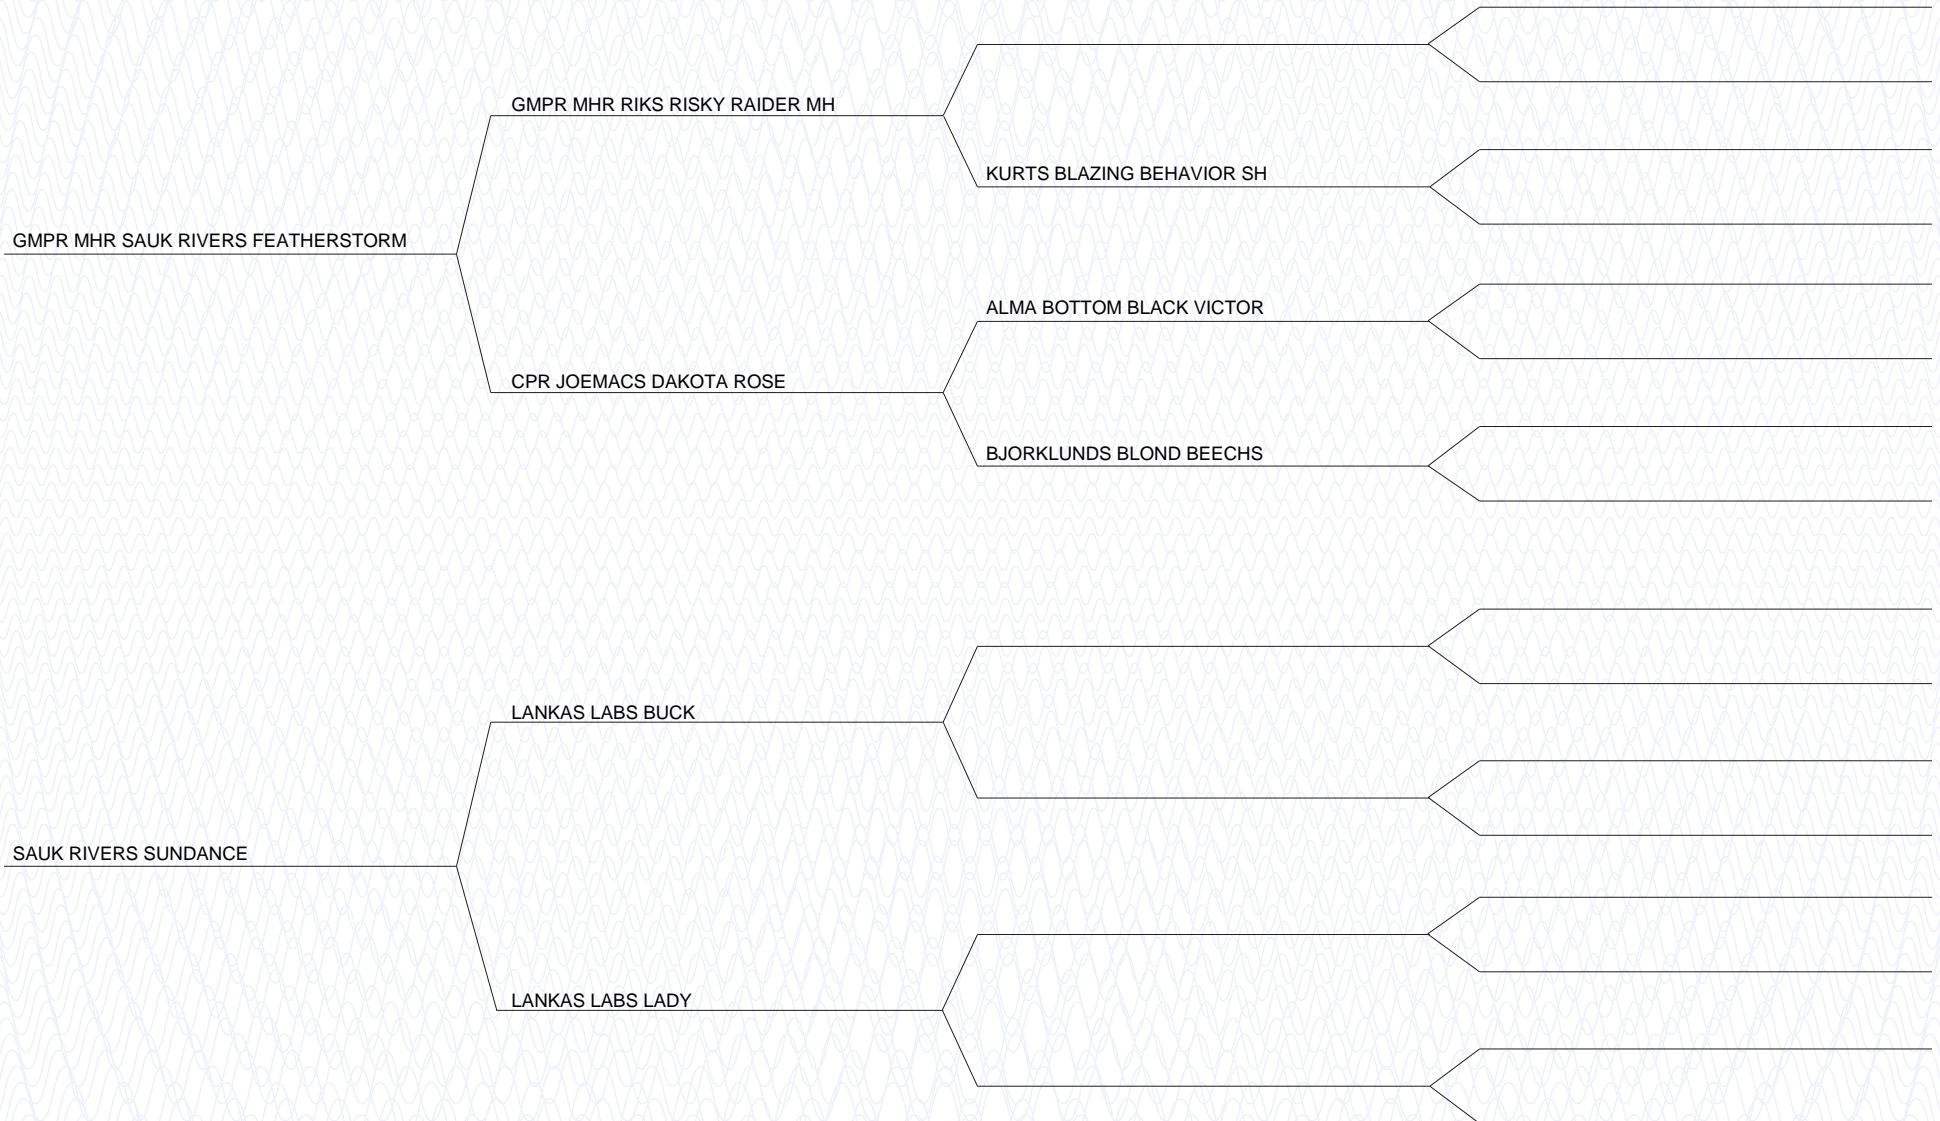 GMPR MHR RIKS RISKY RAIDER MH
KURTS BLAZING BEHAVIOR SH
GMPR MHR SAUK RIVERS FEATHERSTORM
ALMA BOTTOM BLACK VICTOR
CPR JOEMACS DAKOTA ROSE
BJORKLUNDS BLOND BEECHS
LANKAS LABS BUCK
SAUK RIVERS SUNDANCE
LANKAS LABS LADY